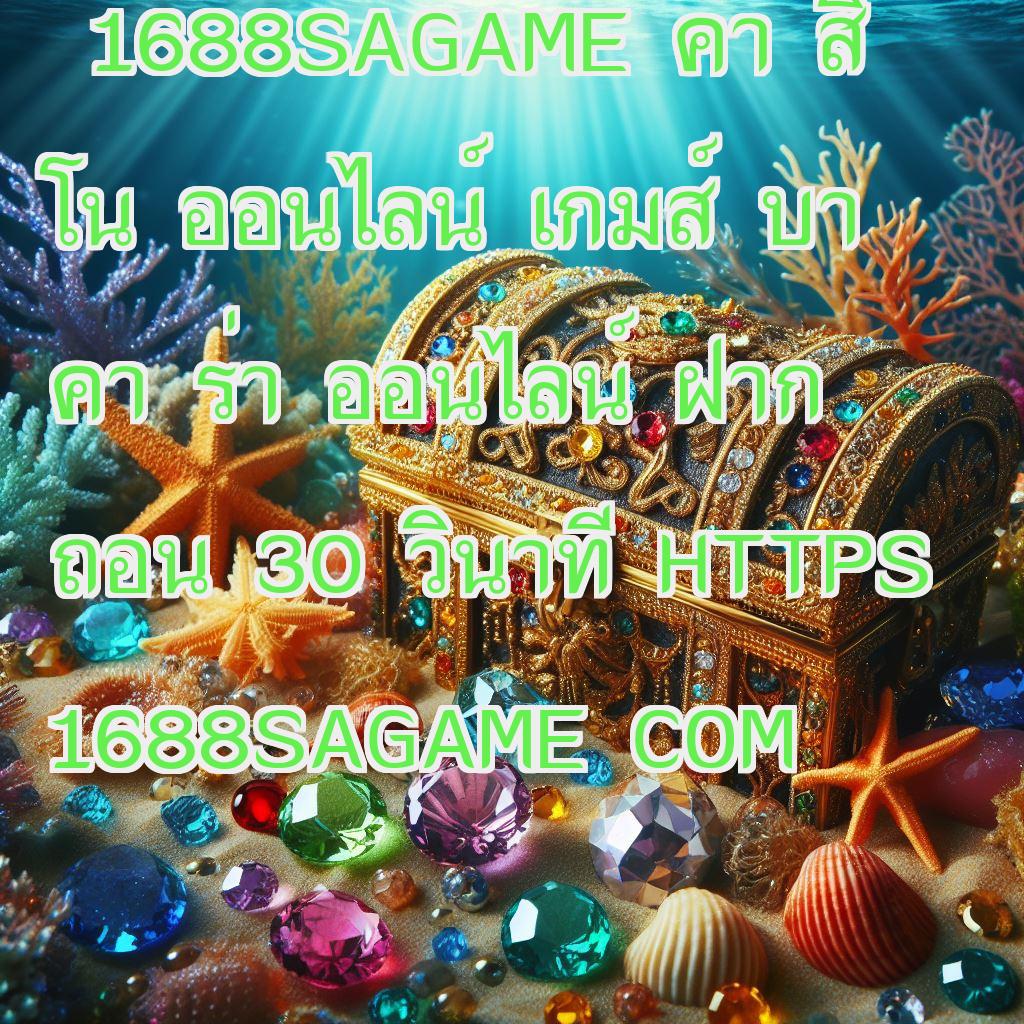 1688SAGAME คา สิ
โน ออนไลน์ เกมส์ บา
คา ร่า ออนไลน์ ฝาก
ถอน 30 วินาที HTTPS
1688SAGAME COM